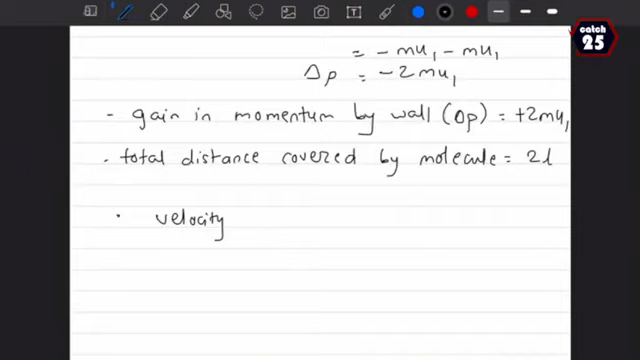 catch
25
= - mu₁ - mu₁
Δp = - 2mu₁
- gain in momentum by wall (Δp) = +2mu₁
. total distance covered by molecule = 2l
. velocity